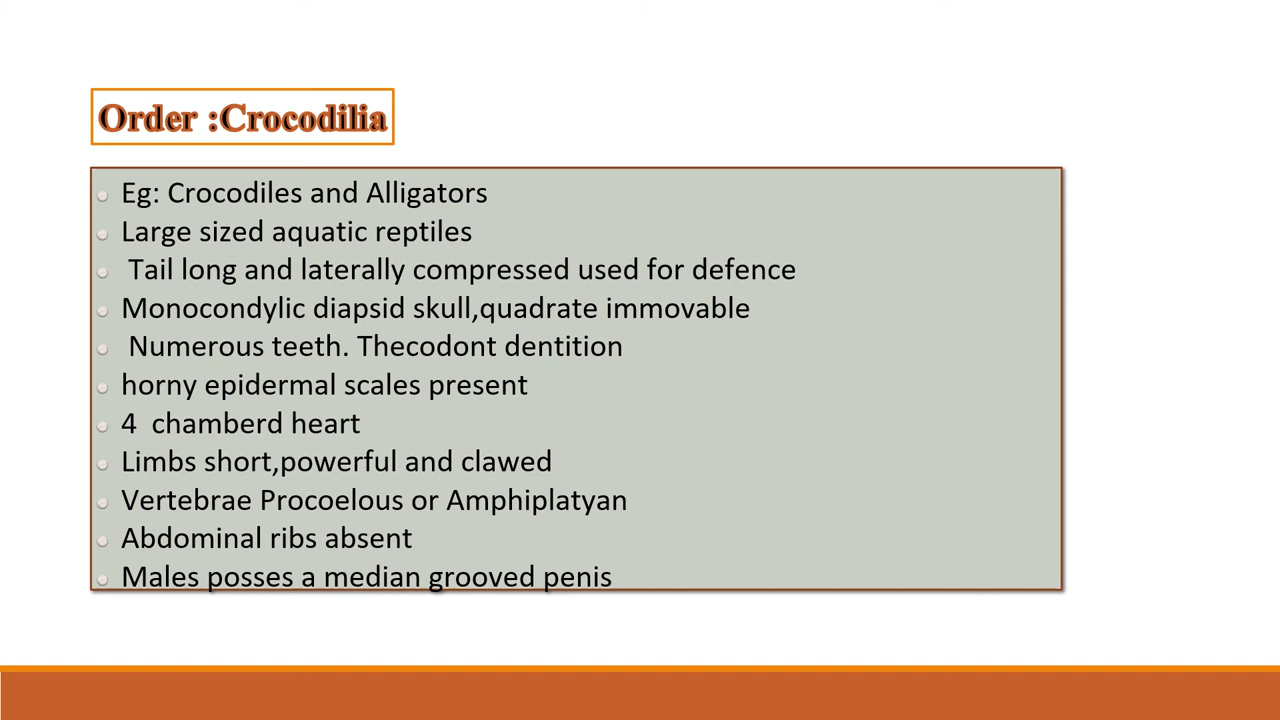 Order :Crocodilia
Eg: Crocodiles and Alligators
Large sized aquatic reptiles
Tail long and laterally compressed used for defence
Monocondylic diapsid skull,quadrate immovable
Numerous teeth. Thecodont dentition
horny epidermal scales present
4  chamberd heart
Limbs short,powerful and clawed
Vertebrae Procoelous or Amphiplatyan
Abdominal ribs absent
Males posses a median grooved penis